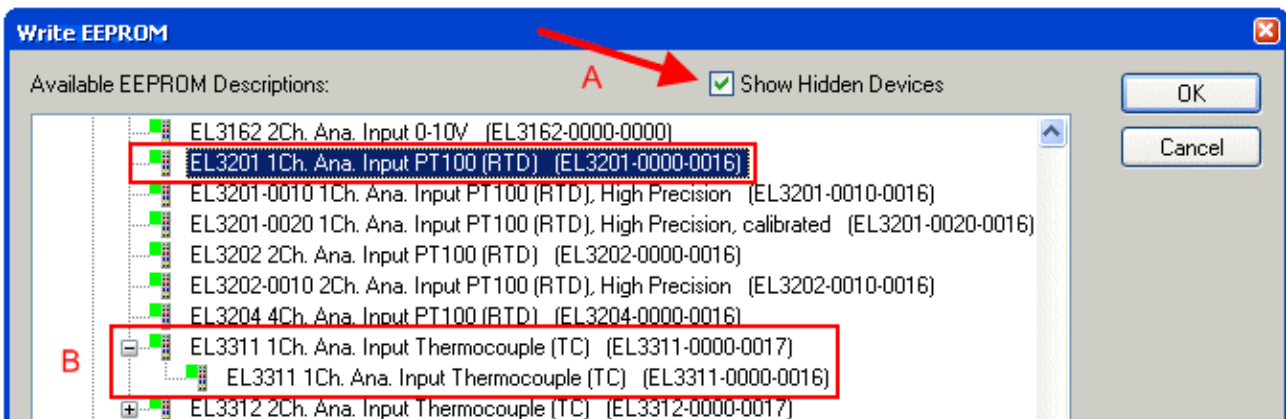 Write EEPROM
Available EEPROM Descriptions:
A
Show Hidden Devices
OK
Cancel
EL3162 2Ch. Ana. Input 0-10V (EL3162-0000-0000)
EL3201 1Ch. Ana. Input PT100 (RTD) (EL3201-0000-0016)
EL3201-0010 1Ch. Ana. Input PT100 (RTD), High Precision (EL3201-0010-0016)
EL3201-0020 1Ch. Ana. Input PT100 (RTD), High Precision, calibrated (EL3201-0020-0016)
EL3202 2Ch. Ana. Input PT100 (RTD) (EL3202-0000-0016)
EL3202-0010 2Ch. Ana. Input PT100 (RTD), High Precision (EL3202-0010-0016)
EL3204 4Ch. Ana. Input PT100 (RTD) (EL3204-0000-0016)
B
EL3311 1Ch. Ana. Input Thermocouple (TC) (EL3311-0000-0017)
EL3311 1Ch. Ana. Input Thermocouple (TC) (EL3311-0000-0016)
EL3312 2Ch. Ana. Input Thermocouple (TC) (EL3312-0000-0017)